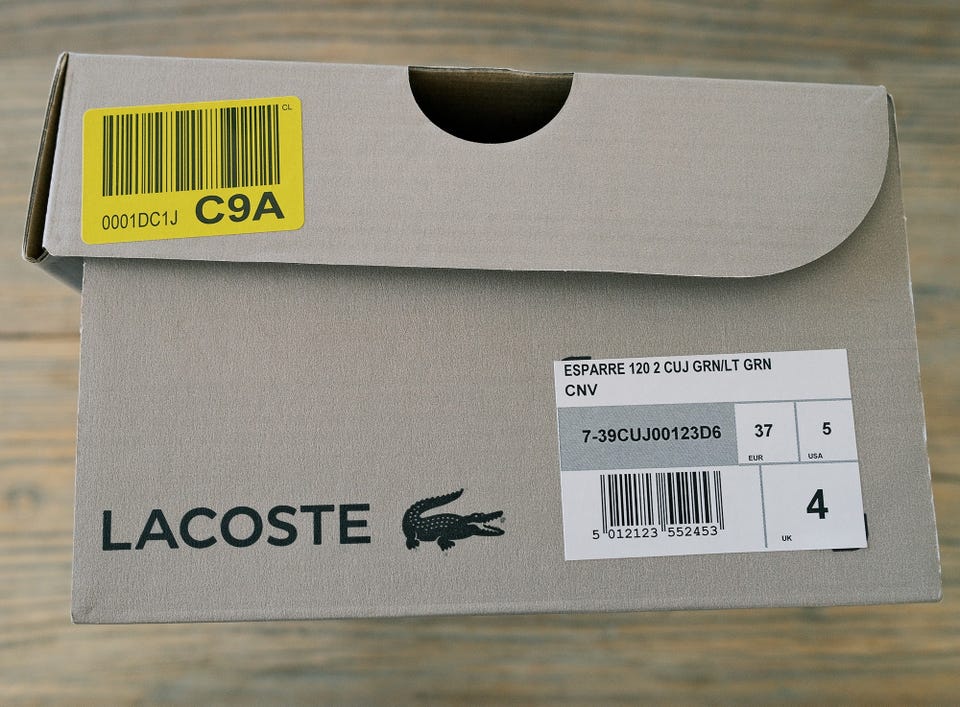 CL
0001DC1J C9A
ESPARRE 120 2 CUJ GRN/LT GRN
CNV
7-39CUJ00123D6
37
EUR
5
USA
5 012123 552453
4
UK
LACOSTE